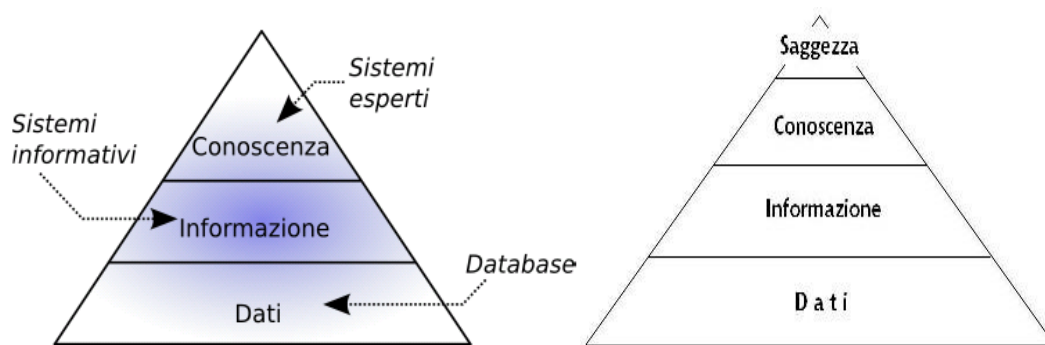 Sistemi
esperti
Sistemi
informativi
Conoscenza
Informazione
Database
Dati
Saggezza
Conoscenza
Informazione
Dati